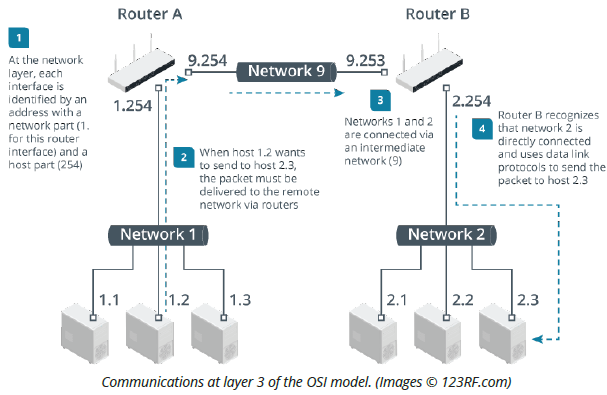 Router A
Router B
1
At the network
layer, each
interface is
identified by an
address with a
network part (1.
for this router
interface) and a
host part (254)
9.254
Network 9
9.253
1.254
2.254
2
When host 1.2 wants
to send to host 2.3,
the packet must be
delivered to the remote
network via routers
3
Networks 1 and 2
are connected via
an intermediate
network (9)
4
Router B recognizes
that network 2 is
directly connected
and uses data link
protocols to send the
packet to host 2.3
Network 1
Network 2
1.1
1.2
1.3
2.1
2.2
2.3
Communications at layer 3 of the OSI model. (Images © 123RF.com)